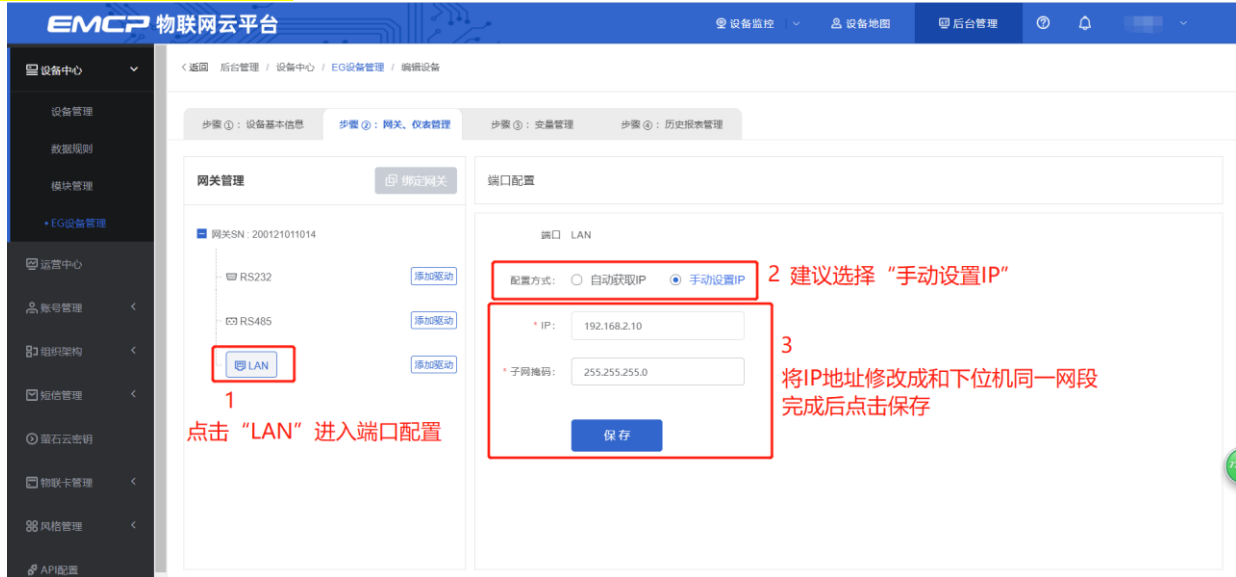 EMCP 物联网云平台
设备监控
设备地图
后台管理
设备中心
设备管理
数据规则
模块管理
•EG设备管理
运营中心
账号管理
组织架构
短信管理
萤石云密钥
物联卡管理
风格管理
API配置
<返回 后台管理 / 设备中心 / EG设备管理 / 编辑设备
步骤①：设备基本信息
步骤②：网关、仪表管理
步骤③：变量管理
步骤④：历史报表管理
网关管理
绑定网关
网关SN : 200121011014
RS232 添加驱动
RS485 添加驱动
LAN 添加驱动
1
点击“LAN”进入端口配置
端口配置
端口 LAN
配置方式： 自动获取IP 手动设置IP
2 建议选择“手动设置IP”
* IP： 192.168.2.10
* 子网掩码： 255.255.255.0
保存
3
将IP地址修改成和下位机同一网段
完成后点击保存